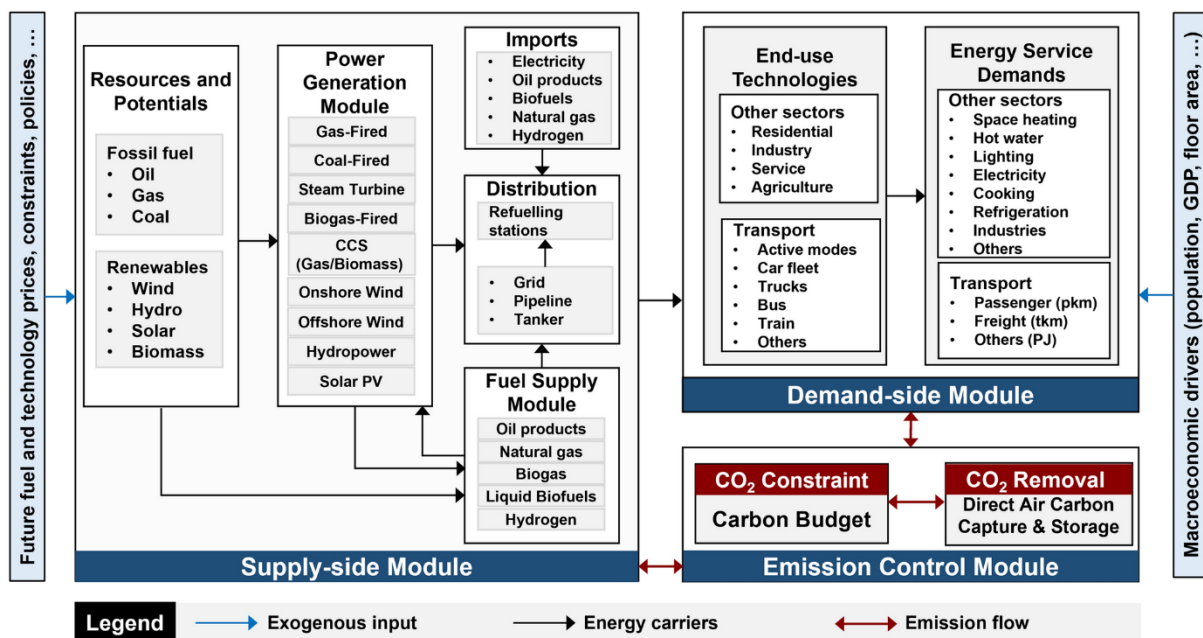 Future fuel and technology prices, constraints, policies, …
Resources and
Potentials
Fossil fuel
• Oil
• Gas
• Coal
Renewables
• Wind
• Hydro
• Solar
• Biomass
Power
Generation
Module
Gas-Fired
Coal-Fired
Steam Turbine
Biogas-Fired
CCS
(Gas/Biomass)
Onshore Wind
Offshore Wind
Hydropower
Solar PV
Imports
• Electricity
• Oil products
• Biofuels
• Natural gas
• Hydrogen
Distribution
Refuelling
stations
• Grid
• Pipeline
• Tanker
Fuel Supply
Module
Oil products
Natural gas
Biogas
Liquid Biofuels
Hydrogen
Supply-side Module
End-use
Technologies
Other sectors
• Residential
• Industry
• Service
• Agriculture
Transport
• Active modes
• Car fleet
• Trucks
• Bus
• Train
• Others
Energy Service
Demands
Other sectors
• Space heating
• Hot water
• Lighting
• Electricity
• Cooking
• Refrigeration
• Industries
• Others
Transport
• Passenger (pkm)
• Freight (tkm)
• Others (PJ)
Demand-side Module
CO2 Constraint
Carbon Budget
CO2 Removal
Direct Air Carbon
Capture & Storage
Emission Control Module
Macroeconomic drivers (population, GDP, floor area, …)
Legend
Exogenous input
Energy carriers
Emission flow